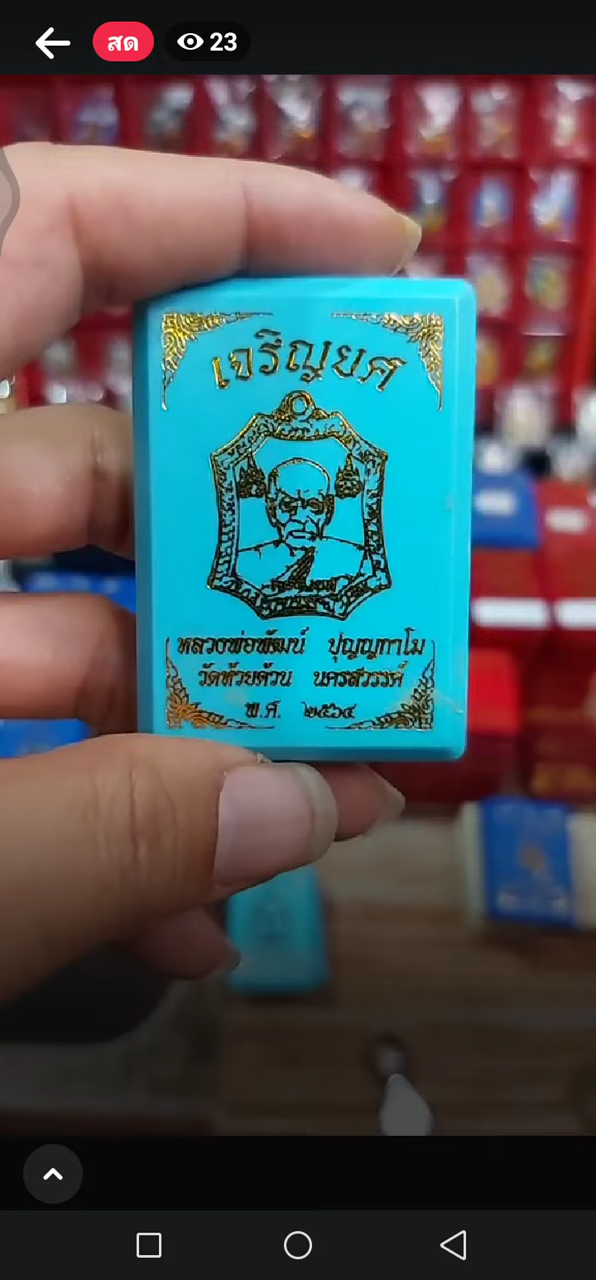 สด
23
เจริญยศ
หลวงพ่อพัฒน์ ปุญญกาโม
วัดห้วยด้วน นครสวรรค์
พ.ศ. ๒๕๖๔